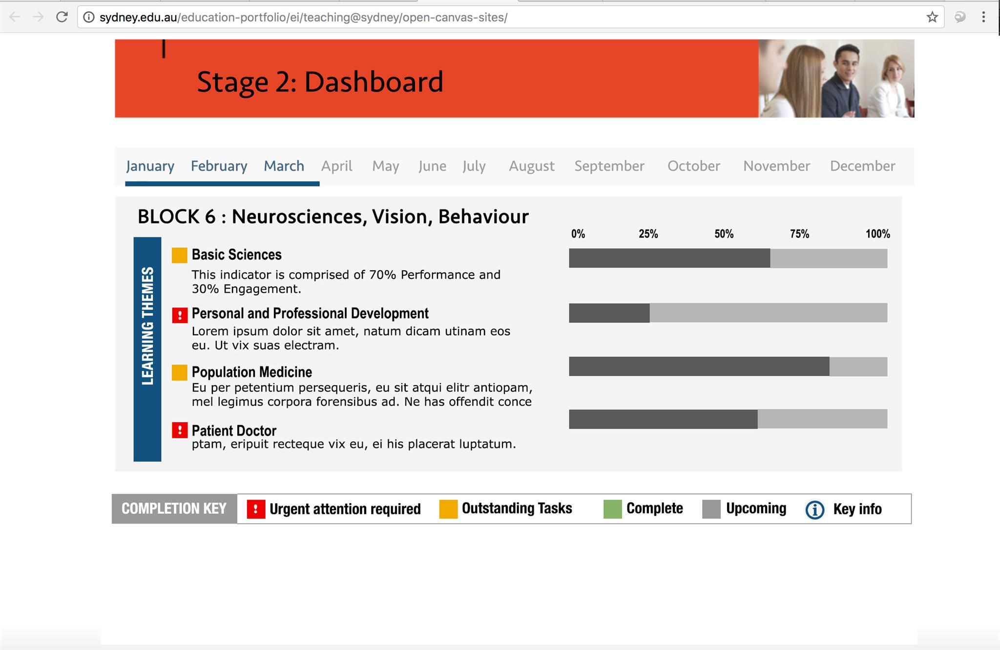 sydney.edu.au/education-portfolio/ei/teaching@sydney/open-canvas-sites/
Stage 2: Dashboard
January February March April May June July August September October November December
BLOCK 6 : Neurosciences, Vision, Behaviour
0% 25% 50% 75% 100%
LEARNING THEMES
Basic Sciences
This indicator is comprised of 70% Performance and
30% Engagement.
! Personal and Professional Development
Lorem ipsum dolor sit amet, natum dicam utinam eos
eu. Ut vix suas electram.
Population Medicine
Eu per petentium persequeris, eu sit atqui elitr antiopam,
mel legimus corpora forensibus ad. Ne has offendit conce
! Patient Doctor
ptam, eripuit recteque vix eu, ei his placerat luptatum.
COMPLETION KEY ! Urgent attention required Outstanding Tasks Complete Upcoming i Key info